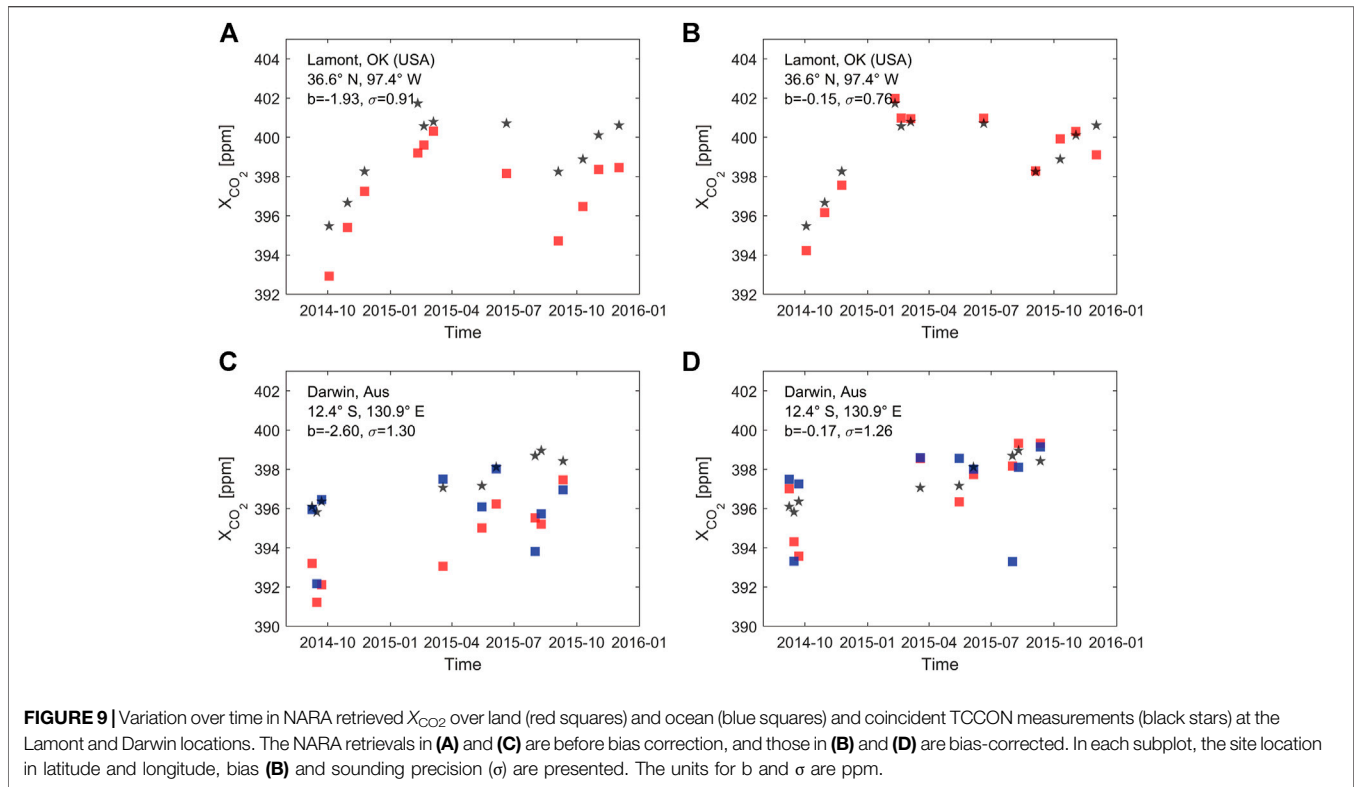 A
404
402
400
398
396
394
392
X_CO2 [ppm]
Lamont, OK (USA)
36.6° N, 97.4° W
b=-1.93, σ=0.91
2014-10 2015-01 2015-04 2015-07 2015-10 2016-01
Time
B
404
402
400
398
396
394
392
X_CO2 [ppm]
Lamont, OK (USA)
36.6° N, 97.4° W
b=-0.15, σ=0.76
2014-10 2015-01 2015-04 2015-07 2015-10 2016-01
Time
C
402
400
398
396
394
392
390
X_CO2 [ppm]
Darwin, Aus
12.4° S, 130.9° E
b=-2.60, σ=1.30
2014-10 2015-01 2015-04 2015-07 2015-10 2016-01
Time
D
402
400
398
396
394
392
390
X_CO2 [ppm]
Darwin, Aus
12.4° S, 130.9° E
b=-0.17, σ=1.26
2014-10 2015-01 2015-04 2015-07 2015-10 2016-01
Time
FIGURE 9 | Variation over time in NARA retrieved X_CO2 over land (red squares) and ocean (blue squares) and coincident TCCON measurements (black stars) at the
Lamont and Darwin locations. The NARA retrievals in (A) and (C) are before bias correction, and those in (B) and (D) are bias-corrected. In each subplot, the site location
in latitude and longitude, bias (B) and sounding precision (σ) are presented. The units for b and σ are ppm.